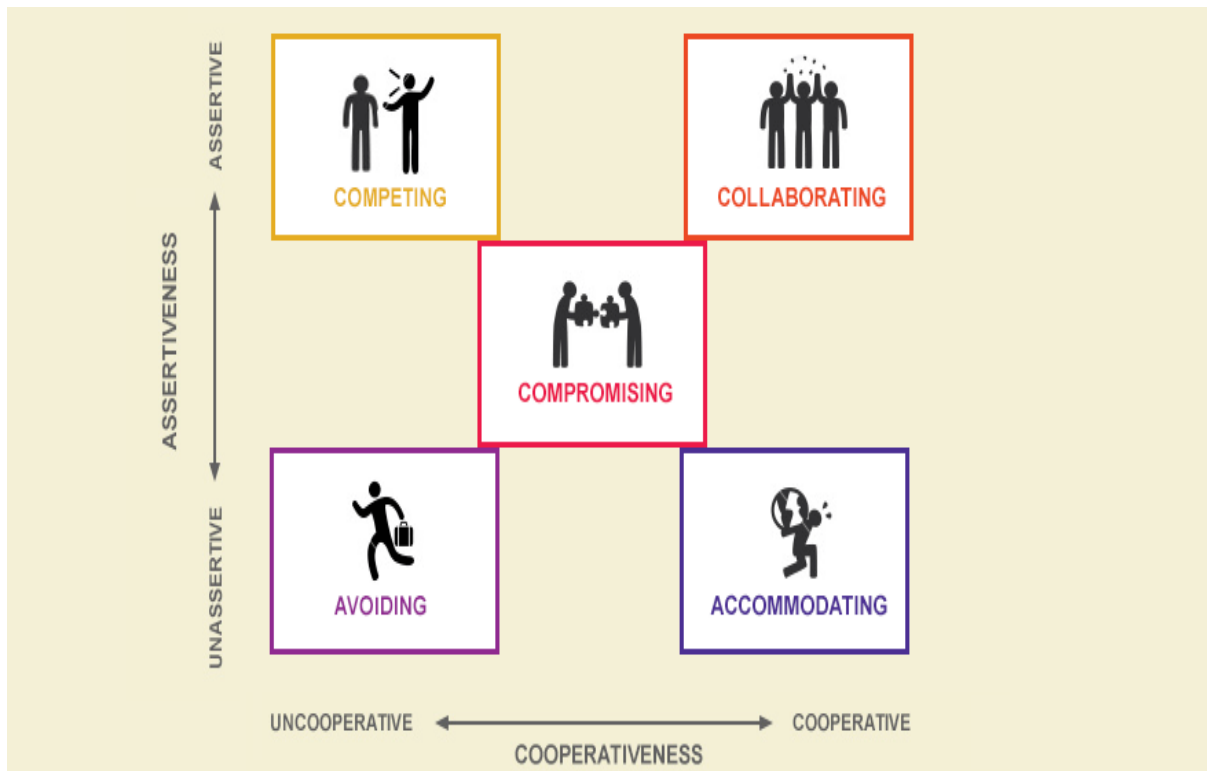 ASSERTIVE
COMPETING
COLLABORATING
ASSERTIVENESS
COMPROMISING
UNASSERTIVE
AVOIDING
ACCOMMODATING
UNCOOPERATIVE
COOPERATIVE
COOPERATIVENESS